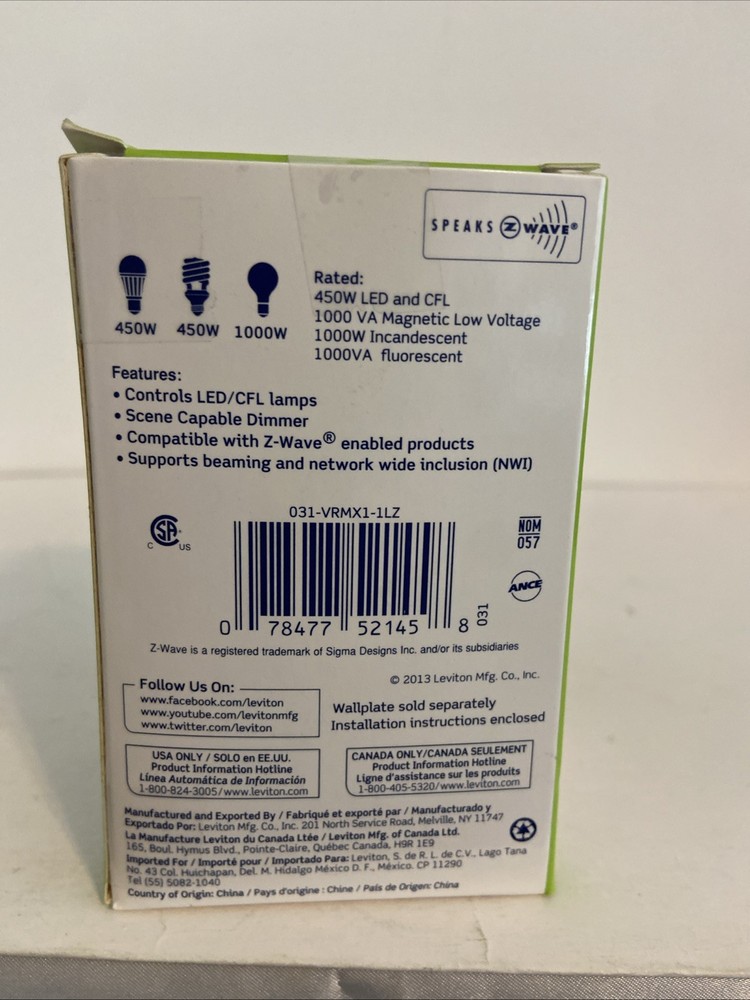 SPEAKS Z WAVE®
450W 450W 1000W
Rated:
450W LED and CFL
1000 VA Magnetic Low Voltage
1000W Incandescent
1000VA fluorescent
Features:
• Controls LED/CFL lamps
• Scene Capable Dimmer
• Compatible with Z-Wave® enabled products
• Supports beaming and network wide inclusion (NWI)
031-VRMX1-1LZ
C SA US
NOM
057
ANCE
0 78477 52145 8 031
Z-Wave is a registered trademark of Sigma Designs Inc. and/or its subsidiaries
© 2013 Leviton Mfg. Co., Inc.
Follow Us On:
www.facebook.com/leviton
www.youtube.com/levitonmfg
www.twitter.com/leviton
Wallplate sold separately
Installation instructions enclosed
USA ONLY / SOLO en EE.UU.
Product Information Hotline
Línea Automática de Información
1-800-824-3005/www.leviton.com
CANADA ONLY/CANADA SEULEMENT
Product Information Hotline
Ligne d'assistance sur les produits
1-800-405-5320/www.leviton.com
Manufactured and Exported By / Fabriqué et exporté par / Manufacturado y
Exportado Por: Leviton Mfg. Co., Inc. 201 North Service Road, Melville, NY 11747
La Manufacture Leviton du Canada Ltée / Leviton Mfg. of Canada Ltd.
165, Boul. Hymus Blvd., Pointe-Claire, Québec Canada, H9R 1E9
Imported For / Importé pour / Importado Para: Leviton, S. de R. L. de C.V., Lago Tana
No. 43 Col. Huichapan, Del. M. Hidalgo México D. F., México. CP 11290
Tel (55) 5082-1040
Country of Origin: China / Pays d'origine : Chine / País de Origen: China